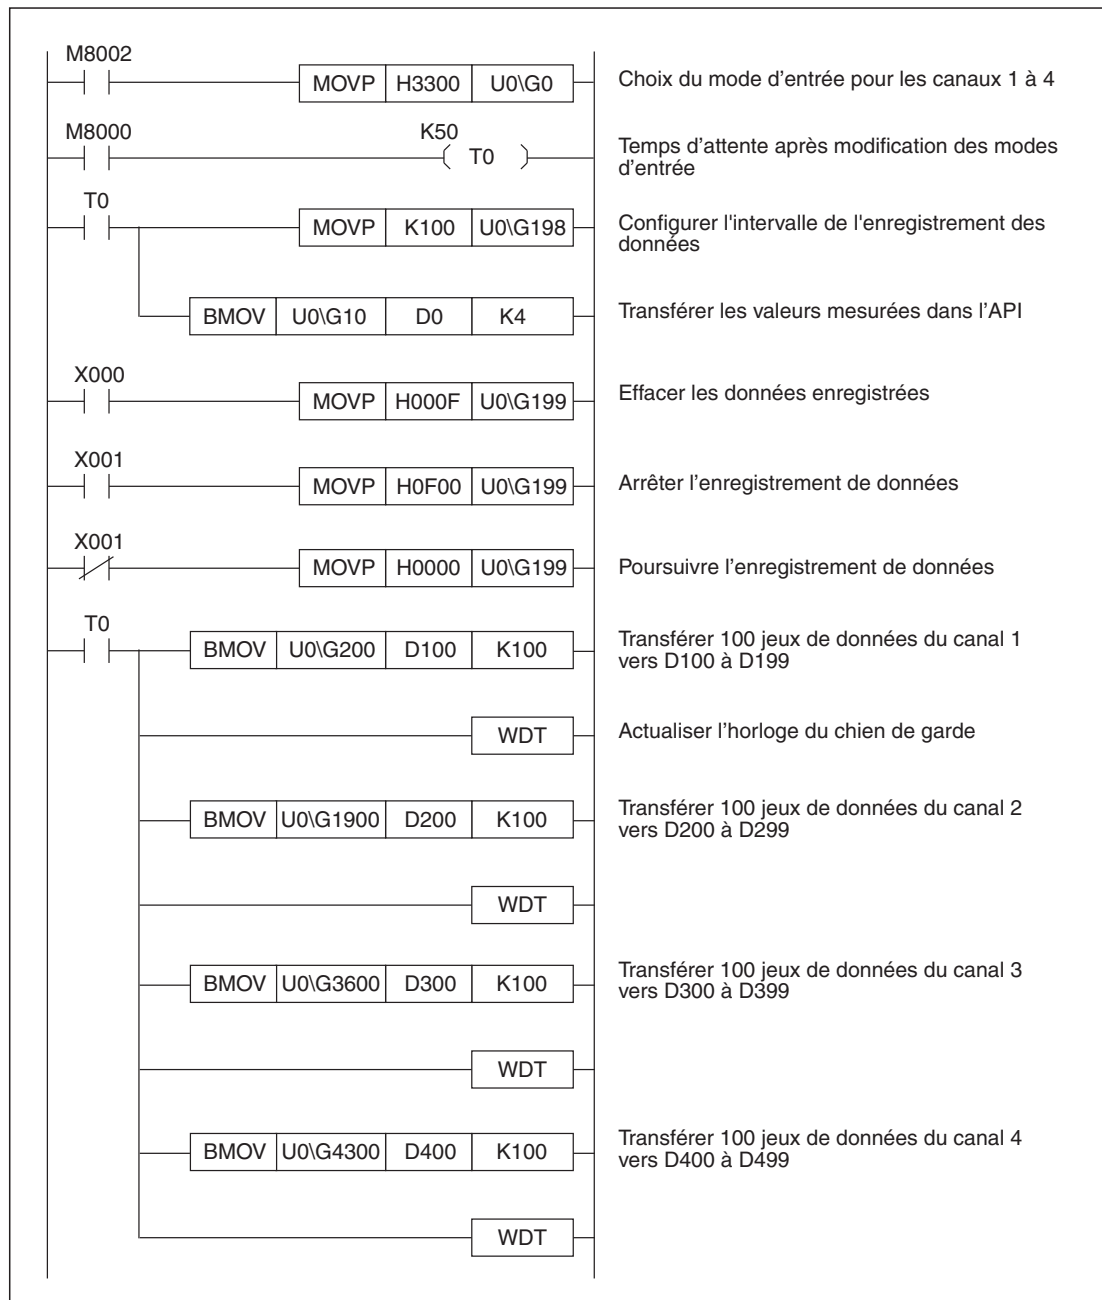 M8002
MOVP H3300 U0\G0
Choix du mode d’entrée pour les canaux 1 à 4
M8000
K50
T0
Temps d’attente après modification des modes
d’entrée
T0
MOVP K100 U0\G198
Configurer l'intervalle de l'enregistrement des
données
BMOV U0\G10 D0 K4
Transférer les valeurs mesurées dans l’API
X000
MOVP H000F U0\G199
Effacer les données enregistrées
X001
MOVP H0F00 U0\G199
Arrêter l’enregistrement de données
X001
MOVP H0000 U0\G199
Poursuivre l’enregistrement de données
T0
BMOV U0\G200 D100 K100
Transférer 100 jeux de données du canal 1
vers D100 à D199
WDT
Actualiser l’horloge du chien de garde
BMOV U0\G1900 D200 K100
Transférer 100 jeux de données du canal 2
vers D200 à D299
WDT
BMOV U0\G3600 D300 K100
Transférer 100 jeux de données du canal 3
vers D300 à D399
WDT
BMOV U0\G4300 D400 K100
Transférer 100 jeux de données du canal 4
vers D400 à D499
WDT